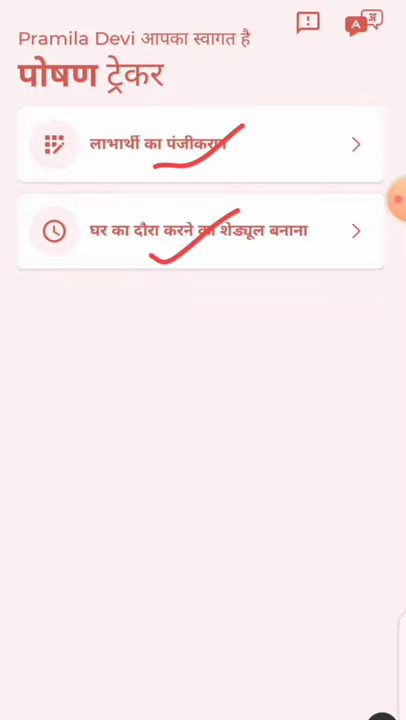 Pramila Devi आपका स्वागत है
पोषण ट्रेकर
लाभार्थी का पंजीकरण
घर का दौरा करने का शेड्यूल बनाना